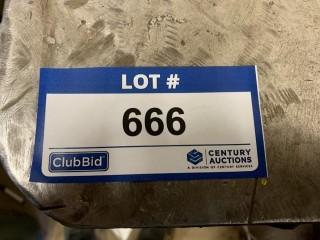 LOT #
666
ClubBid
CENTURY
AUCTIONS
A DIVISION OF CENTURY SERVICES